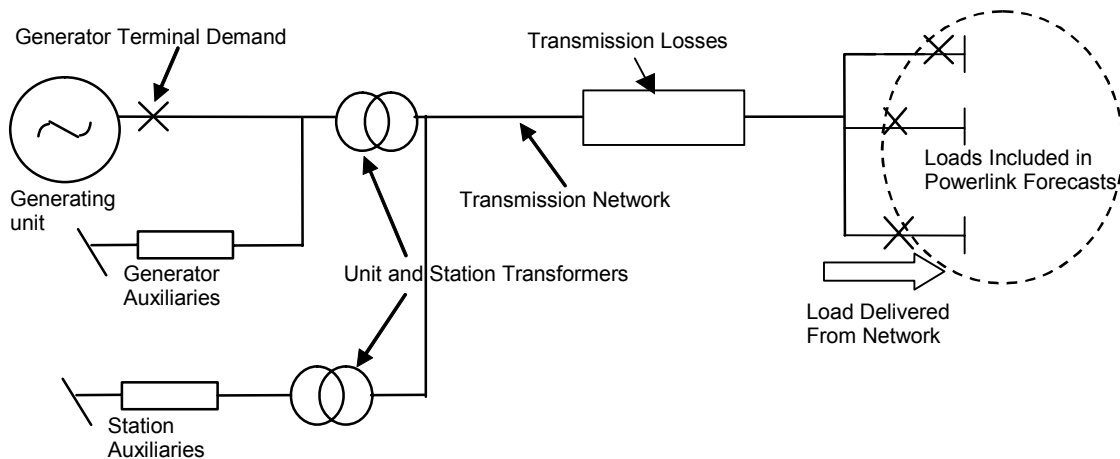 Generator Terminal Demand
Transmission Losses
Generating
unit
Transmission Network
Loads Included in
Powerlink Forecasts
Generator
Auxiliaries
Unit and Station Transformers
Load Delivered
From Network
Station
Auxiliaries